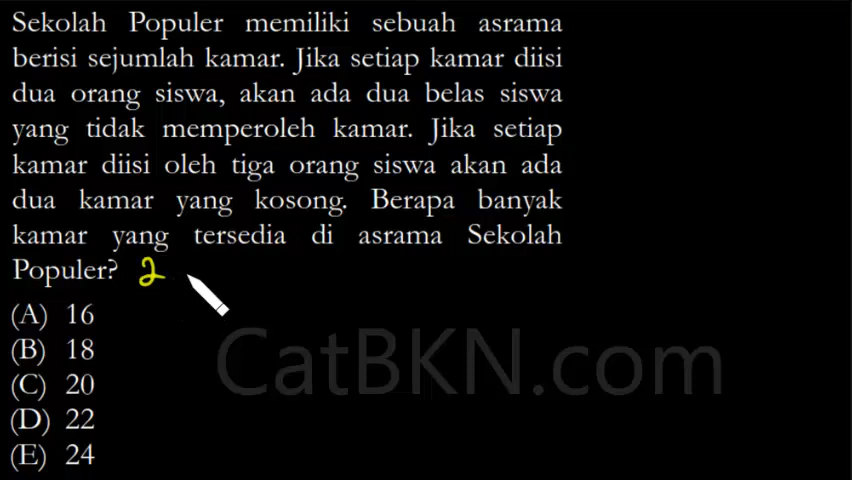 Sekolah Populer memiliki sebuah asrama
berisi sejumlah kamar. Jika setiap kamar diisi
dua orang siswa, akan ada dua belas siswa
yang tidak memperoleh kamar. Jika setiap
kamar diisi oleh tiga orang siswa akan ada
dua kamar yang kosong. Berapa banyak
kamar yang tersedia di asrama Sekolah
Populer? 2
(A) 16
(B) 18
(C) 20
(D) 22
(E) 24
CatBKN.com